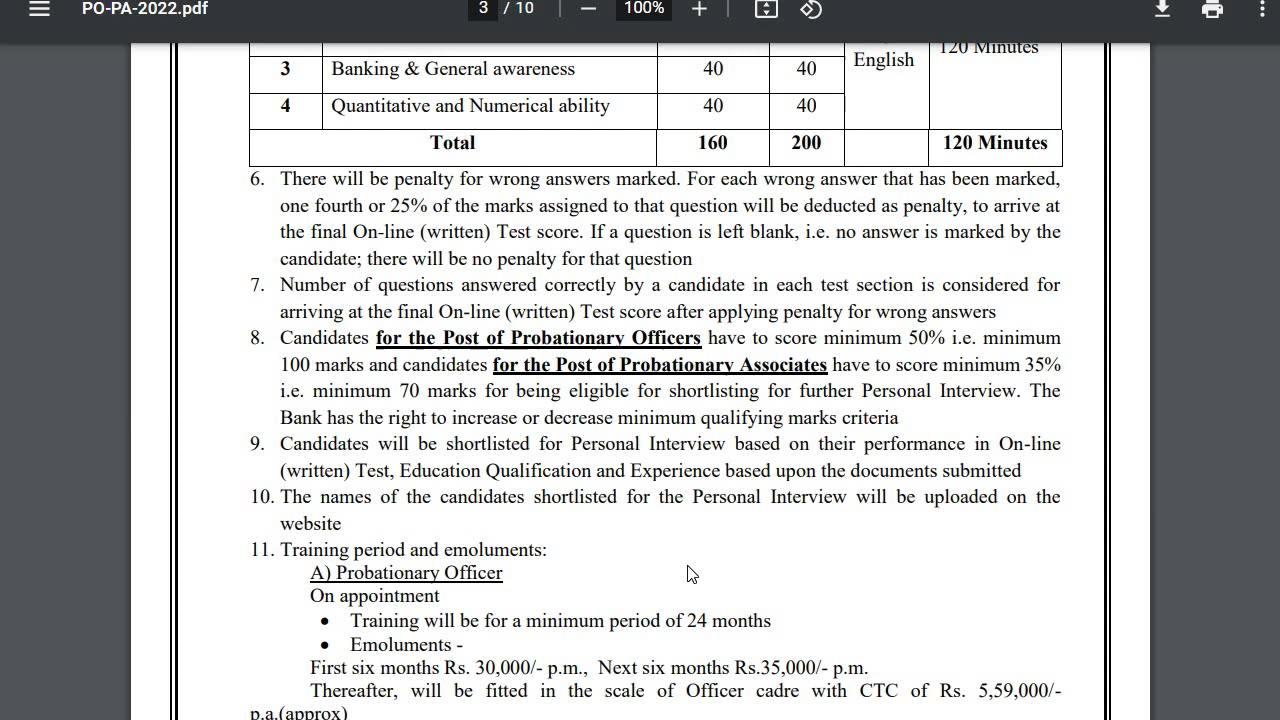 PO-PA-2022.pdf 3 / 10 100%
120 Minutes
English
3 Banking & General awareness 40 40
4 Quantitative and Numerical ability 40 40
Total 160 200 120 Minutes
6. There will be penalty for wrong answers marked. For each wrong answer that has been marked,
one fourth or 25% of the marks assigned to that question will be deducted as penalty, to arrive at
the final On-line (written) Test score. If a question is left blank, i.e. no answer is marked by the
candidate; there will be no penalty for that question
7. Number of questions answered correctly by a candidate in each test section is considered for
arriving at the final On-line (written) Test score after applying penalty for wrong answers
8. Candidates for the Post of Probationary Officers have to score minimum 50% i.e. minimum
100 marks and candidates for the Post of Probationary Associates have to score minimum 35%
i.e. minimum 70 marks for being eligible for shortlisting for further Personal Interview. The
Bank has the right to increase or decrease minimum qualifying marks criteria
9. Candidates will be shortlisted for Personal Interview based on their performance in On-line
(written) Test, Education Qualification and Experience based upon the documents submitted
10. The names of the candidates shortlisted for the Personal Interview will be uploaded on the
website
11. Training period and emoluments:
A) Probationary Officer
On appointment
• Training will be for a minimum period of 24 months
• Emoluments -
First six months Rs. 30,000/- p.m., Next six months Rs.35,000/- p.m.
Thereafter, will be fitted in the scale of Officer cadre with CTC of Rs. 5,59,000/-
p.a.(approx)